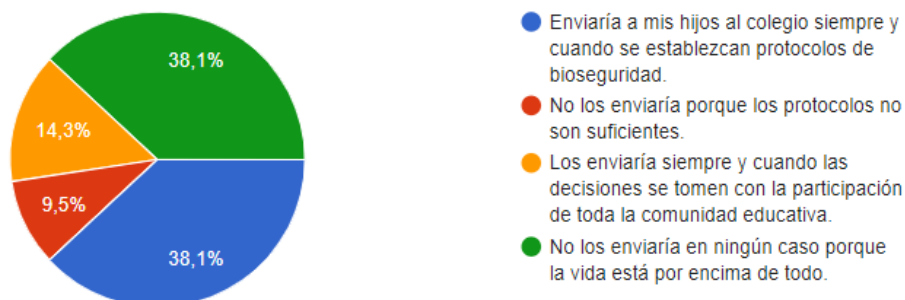 38,1%
14,3%
9,5%
38,1%
Enviaría a mis hijos al colegio siempre y
cuando se establezcan protocolos de
bioseguridad.
No los enviaría porque los protocolos no
son suficientes.
Los enviaría siempre y cuando las
decisiones se tomen con la participación
de toda la comunidad educativa.
No los enviaría en ningún caso porque
la vida está por encima de todo.